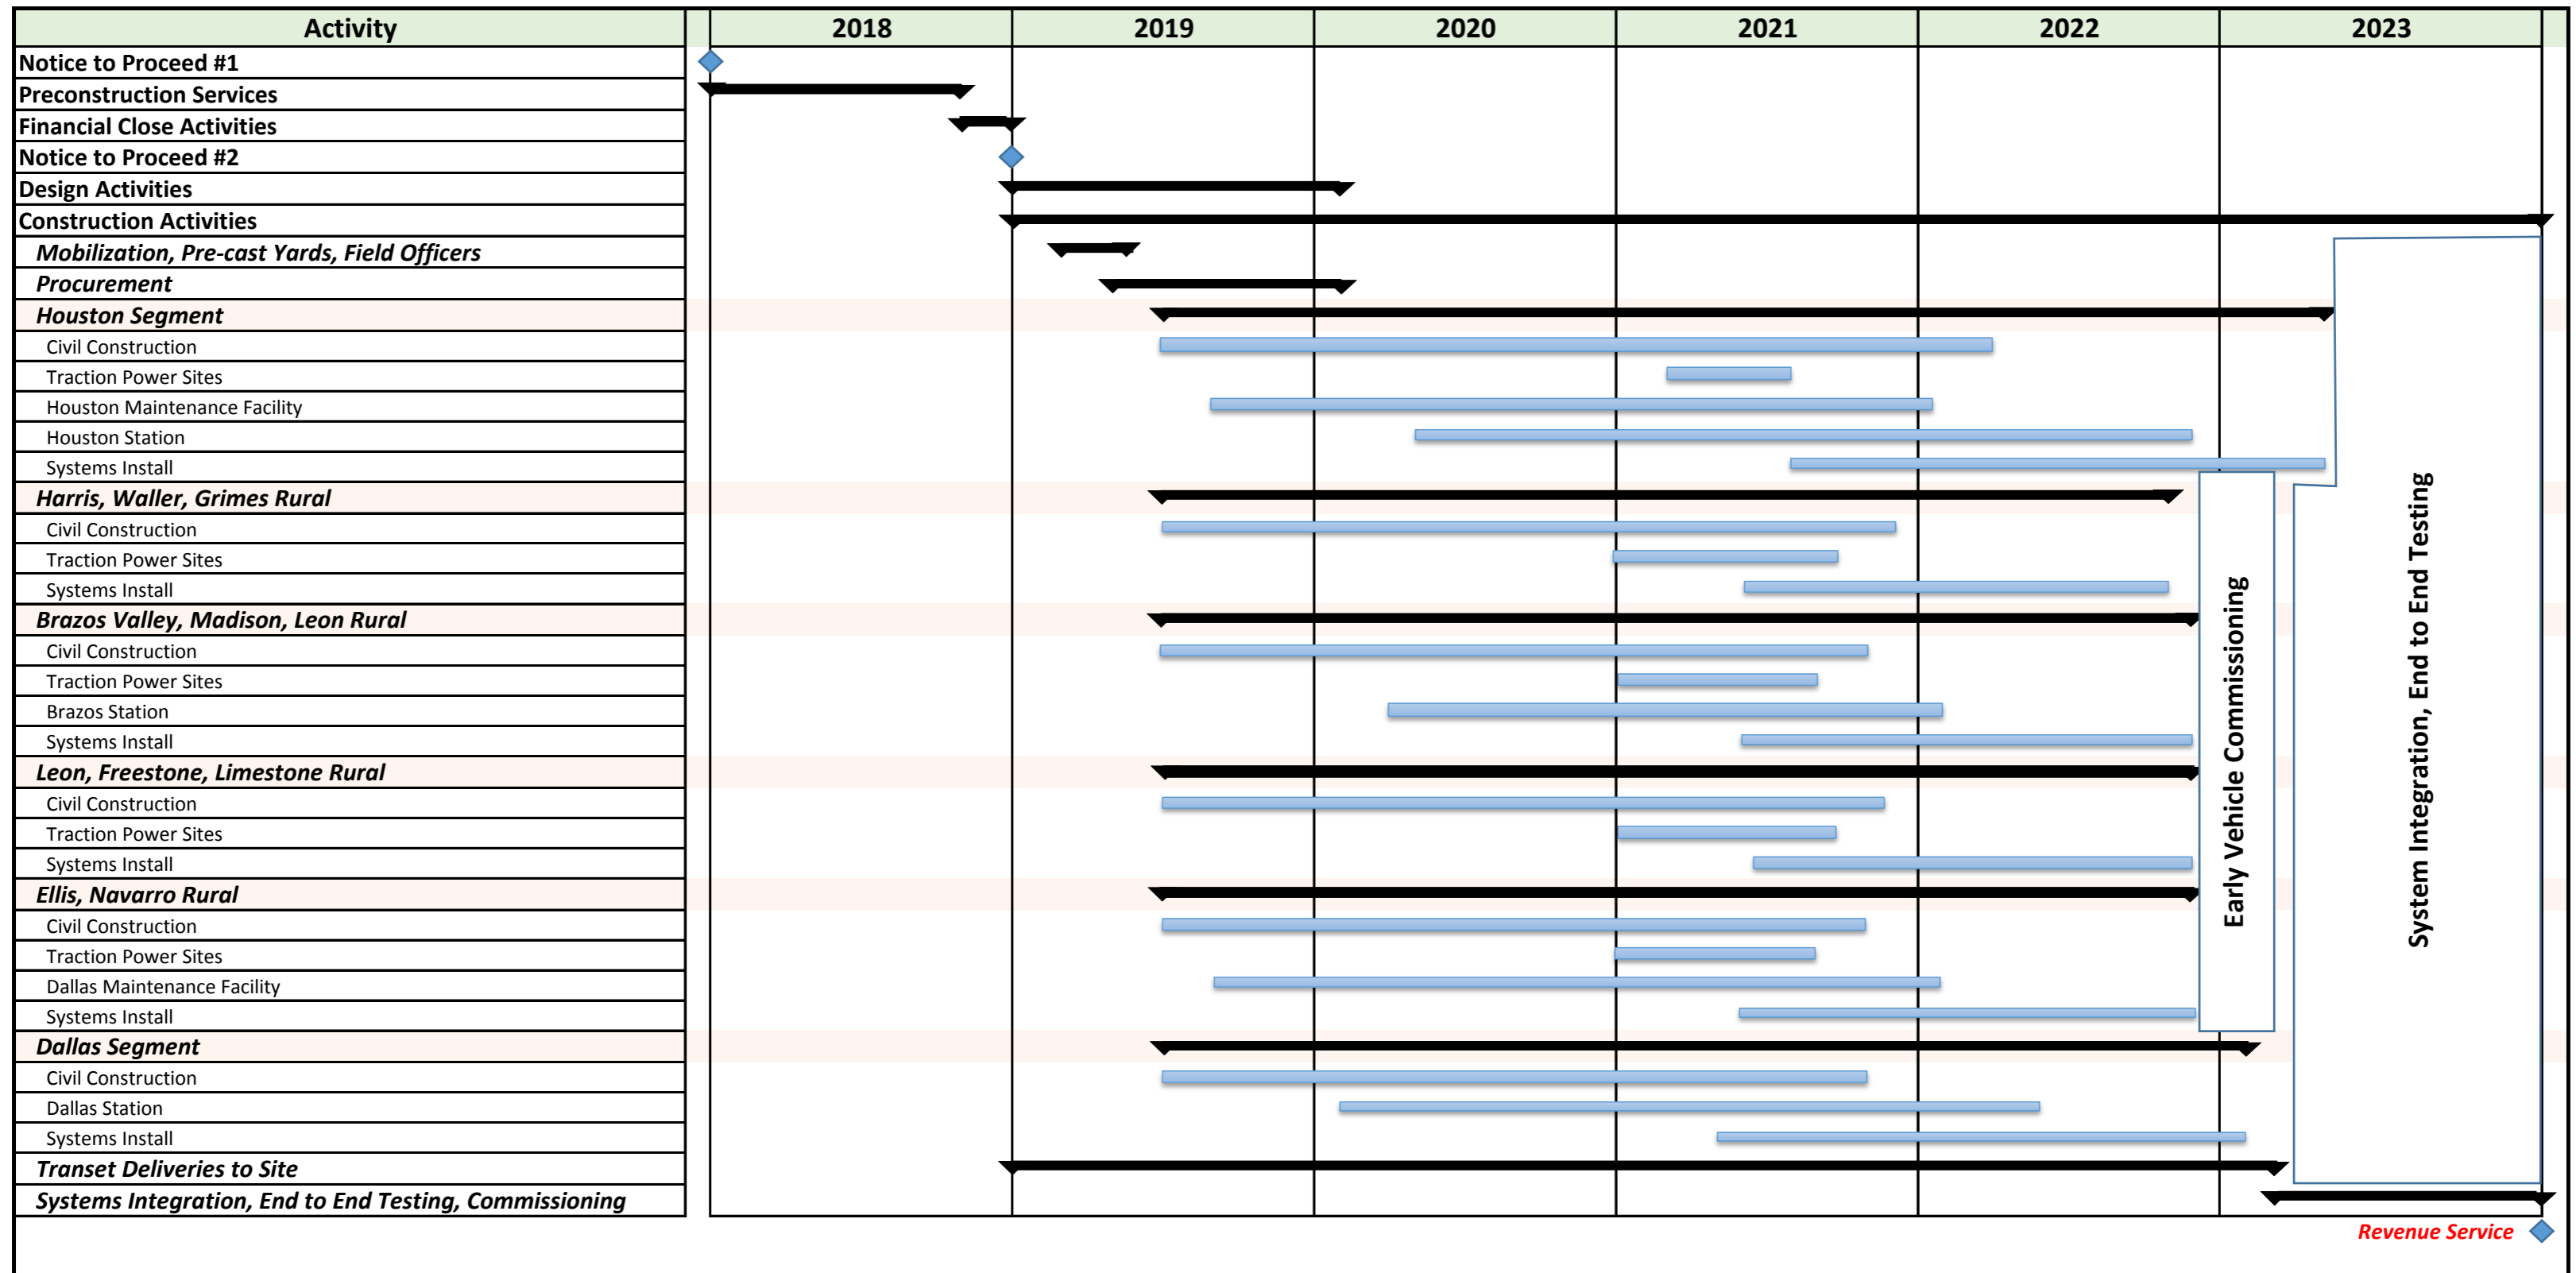 Activity 2018 2019 2020 2021 2022 2023
Notice to Proceed #1
Preconstruction Services
Financial Close Activities
Notice to Proceed #2
Design Activities
Construction Activities
Mobilization, Pre-cast Yards, Field Officers
Procurement
Houston Segment
Civil Construction
Traction Power Sites
Houston Maintenance Facility
Houston Station
Systems Install
Harris, Waller, Grimes Rural
Civil Construction
Traction Power Sites
Systems Install
Brazos Valley, Madison, Leon Rural
Civil Construction
Traction Power Sites
Brazos Station
Systems Install
Leon, Freestone, Limestone Rural
Civil Construction
Traction Power Sites
Systems Install
Ellis, Navarro Rural
Civil Construction
Traction Power Sites
Dallas Maintenance Facility
Systems Install
Dallas Segment
Civil Construction
Dallas Station
Systems Install
Transet Deliveries to Site
Systems Integration, End to End Testing, Commissioning
Early Vehicle Commissioning
System Integration, End to End Testing
Revenue Service